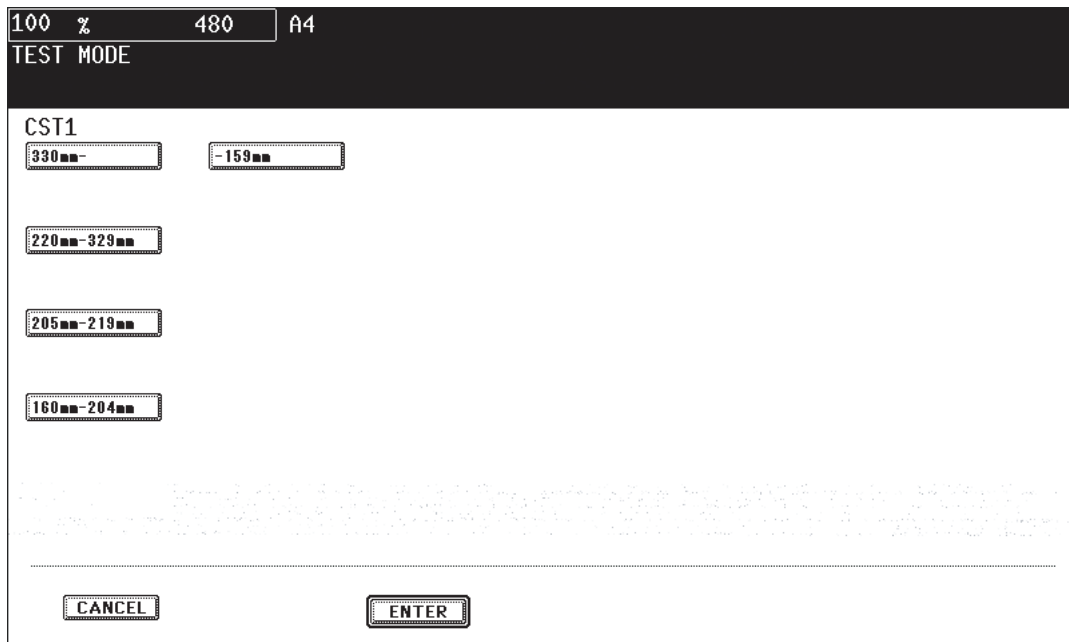 100 % 480 A4
TEST MODE
CST1
330mm- -159mm
220mm-329mm
205mm-219mm
160mm-204mm
CANCEL ENTER